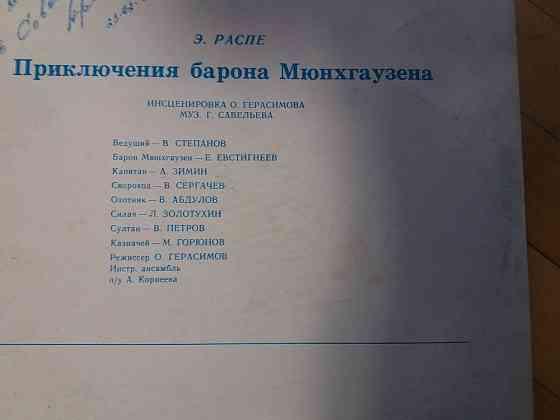 Э. РАСПЕ
Приключения барона Мюнхгаузена
ИНСЦЕНИРОВКА О. ГЕРАСИМОВА
МУЗ. Г. САВЕЛЬЕВА
Ведущий — В. СТЕПАНОВ
Барон Мюнхгаузен — Е. ЕВСТИГНЕЕВ
Капитан — А. ЗИМИН
Скороход — В. СЕРГАЧЕВ
Охотник — В. АБДУЛОВ
Силач — Л. ЗОЛОТУХИН
Султан — В. ПЕТРОВ
Казначей — М. ГОРЮНОВ
Режиссер О. ГЕРАСИМОВ
Инстр. ансамбль
п/у А. Корнеева